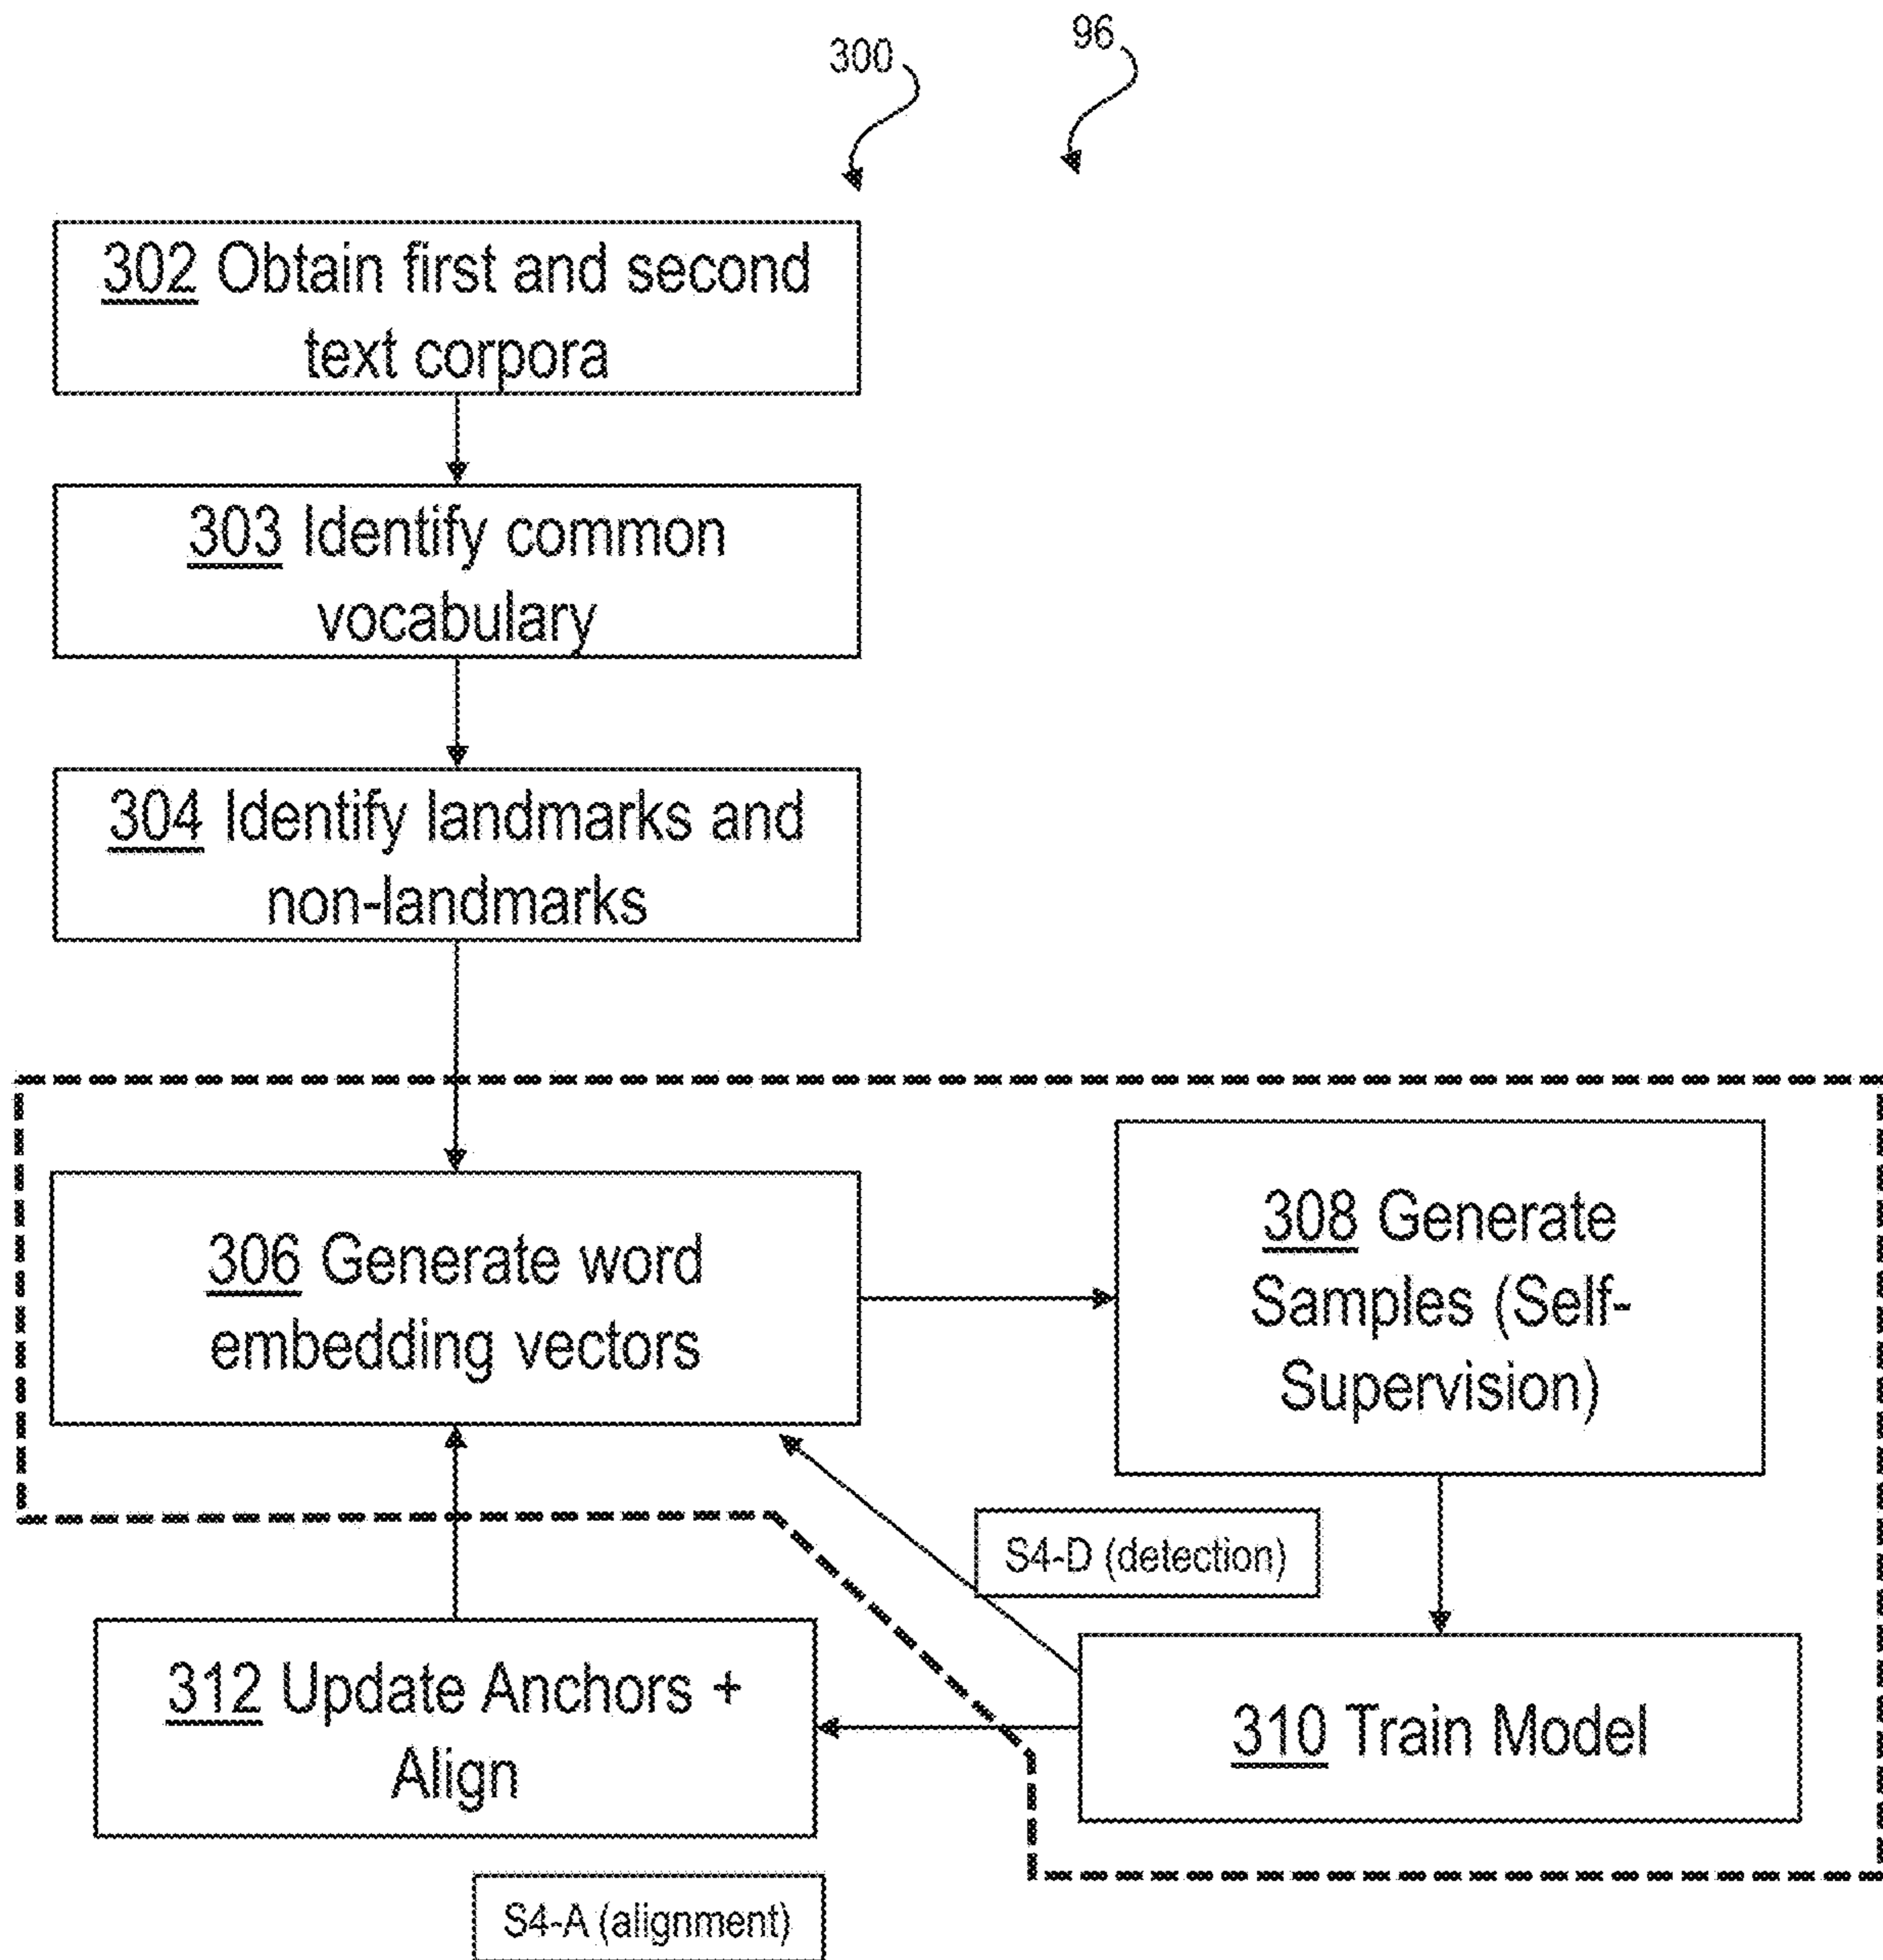 300
96
302 Obtain first and second
text corpora
303 Identify common
vocabulary
304 Identify landmarks and
non-landmarks
306 Generate word
embedding vectors
308 Generate
Samples (Self-
Supervision)
S4-D (detection)
312 Update Anchors +
Align
310 Train Model
S4-A (alignment)